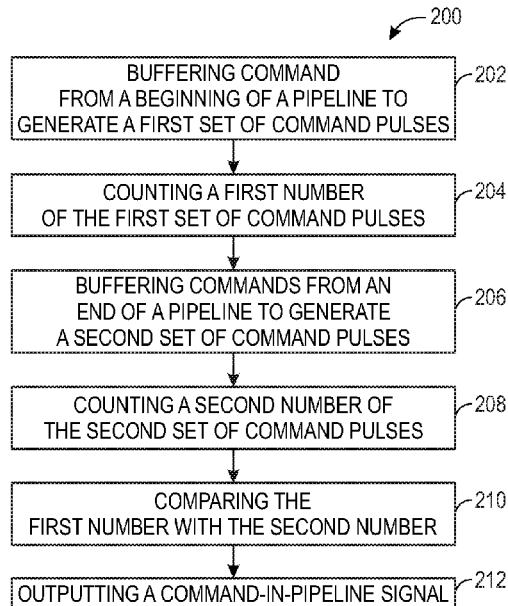 200
BUFFERING COMMAND
FROM A BEGINNING OF A PIPELINE TO
GENERATE A FIRST SET OF COMMAND PULSES
202
COUNTING A FIRST NUMBER
OF THE FIRST SET OF COMMAND PULSES
204
BUFFERING COMMANDS FROM AN
END OF A PIPELINE TO GENERATE
A SECOND SET OF COMMAND PULSES
206
COUNTING A SECOND NUMBER OF
THE SECOND SET OF COMMAND PULSES
208
COMPARING THE
FIRST NUMBER WITH THE SECOND NUMBER
210
OUTPUTTING A COMMAND-IN-PIPELINE SIGNAL
212